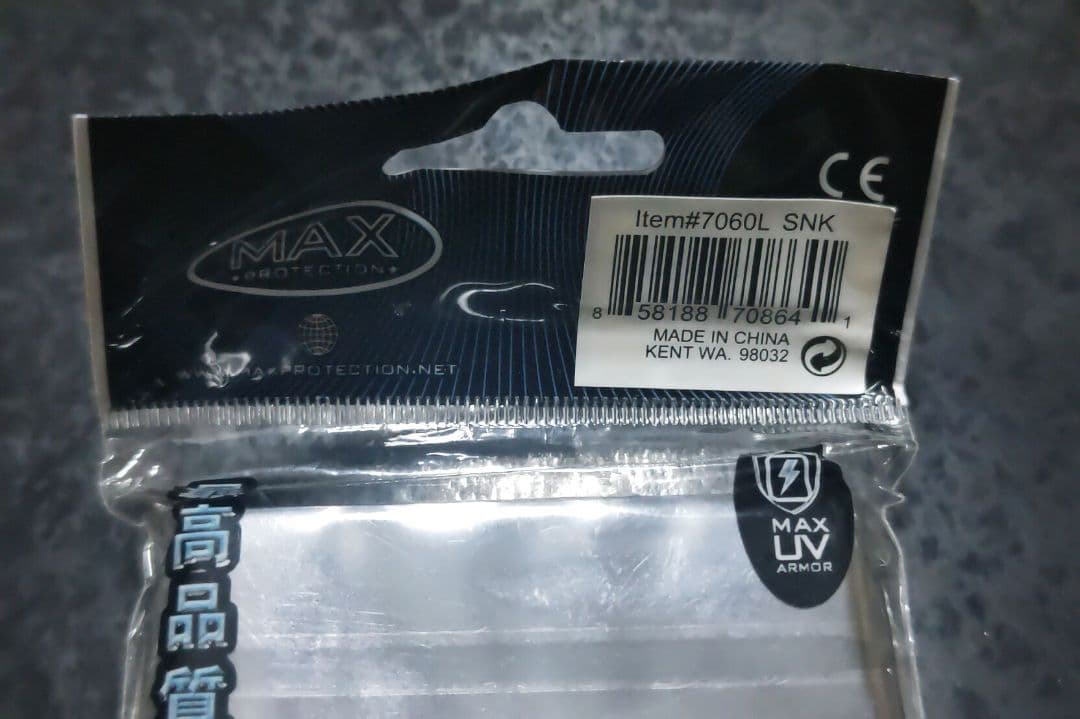 CE
MAX
PROTECTION
Item#7060L SNK
8 58188 70864 1
MADE IN CHINA
KENT WA. 98032
MAXPROTECTION.NET
MAX
UV
ARMOR
高
品
質